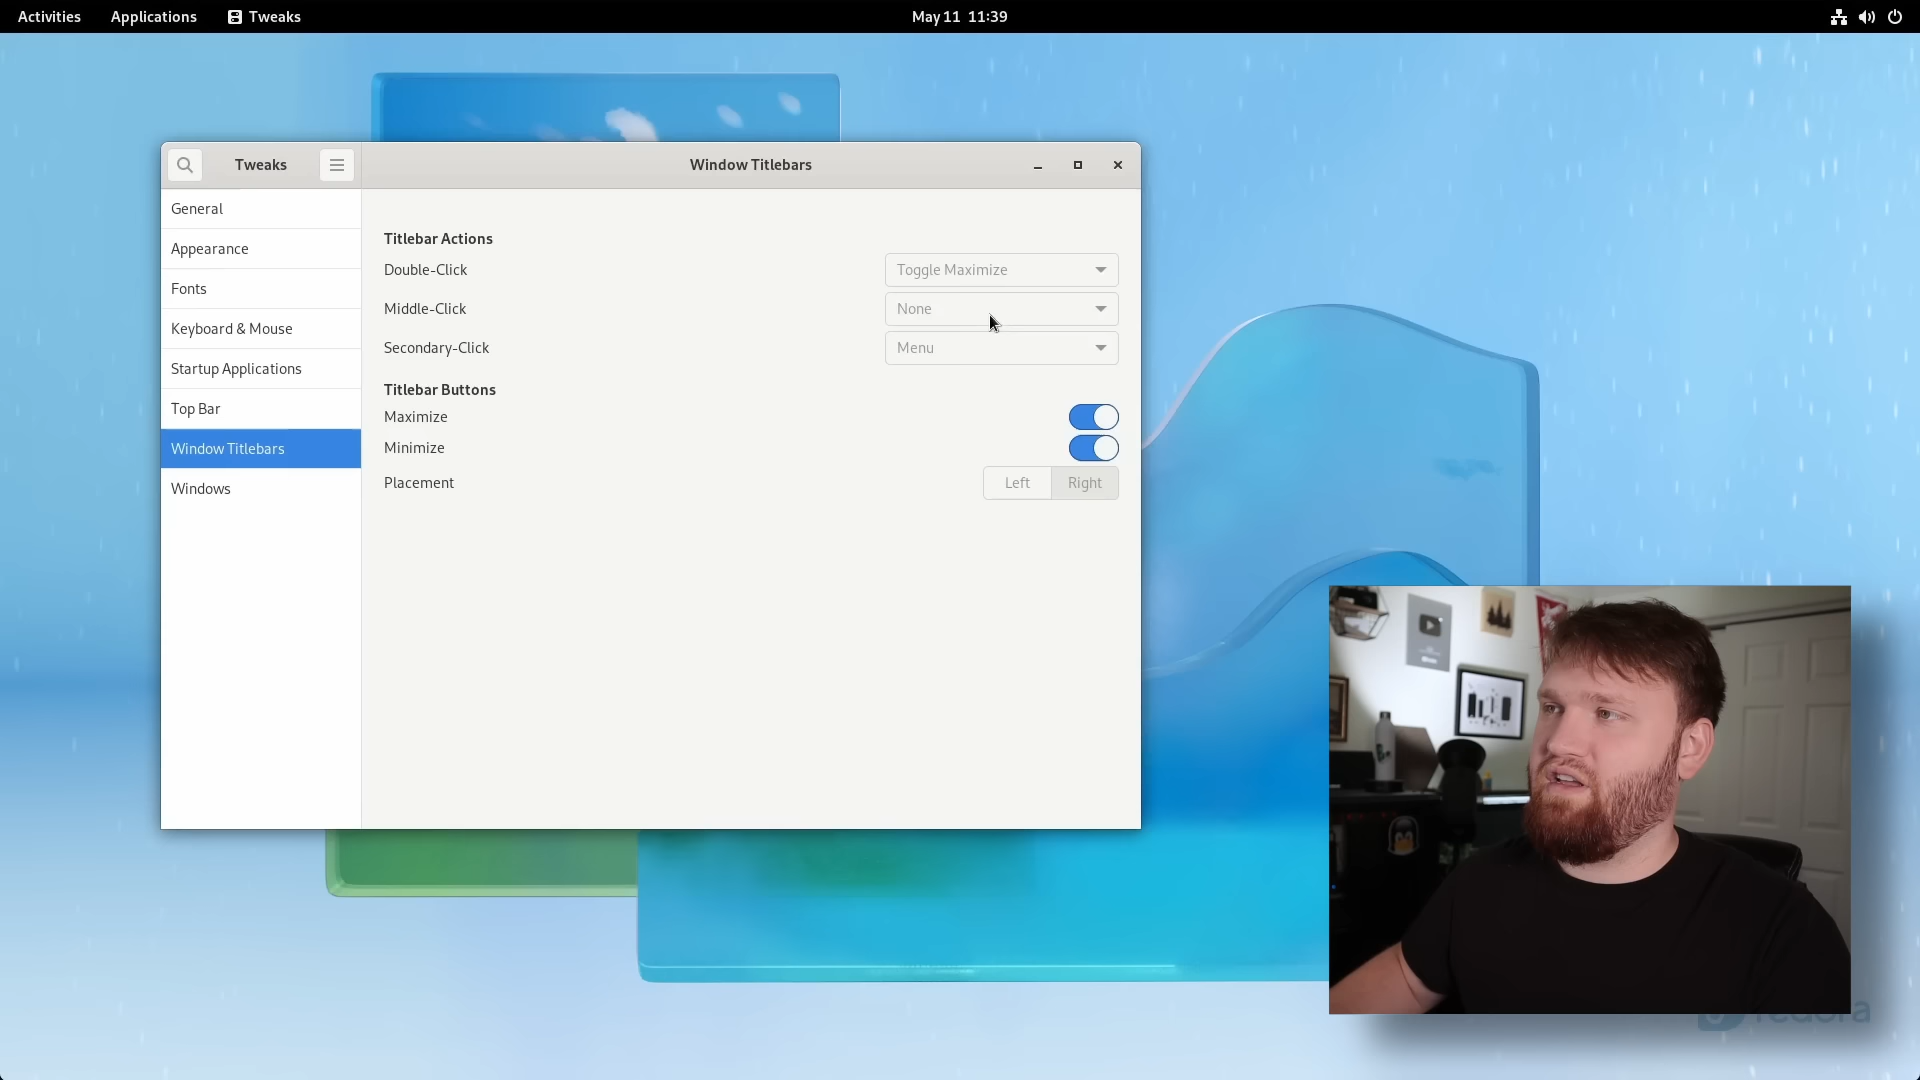 Activities Applications Tweaks May 11 11:39
Tweaks Window Titlebars
General
Appearance
Fonts
Keyboard & Mouse
Startup Applications
Top Bar
Window Titlebars
Windows
Titlebar Actions
Double-Click Toggle Maximize
Middle-Click None
Secondary-Click Menu
Titlebar Buttons
Maximize
Minimize
Placement Left Right
fedora